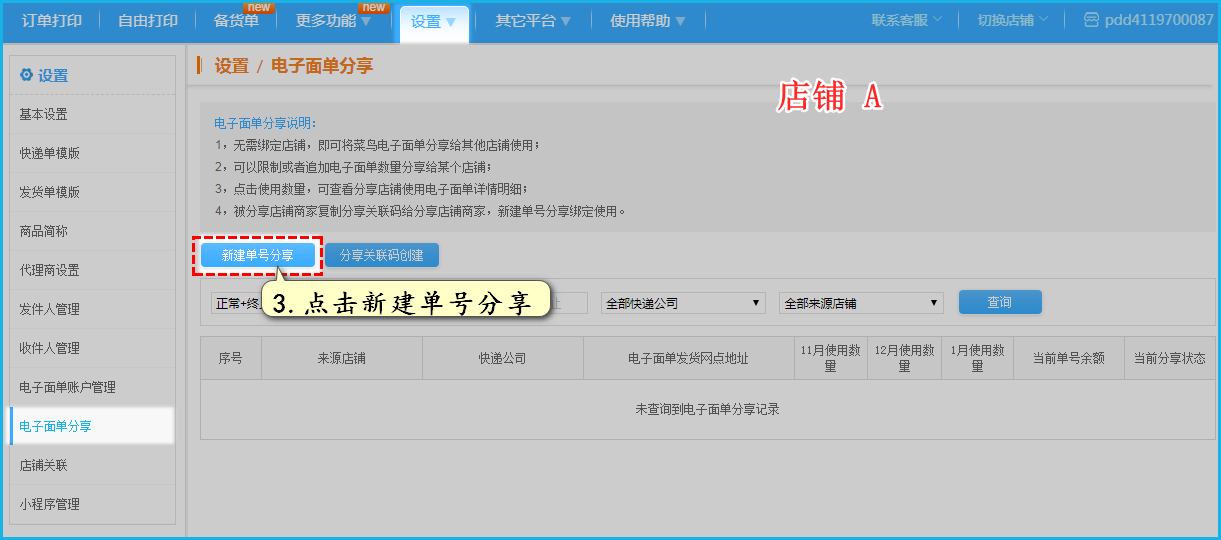 订单打印 自由打印 备货单 new 更多功能 new 设置 其它平台 使用帮助 联系客服 切换店铺 pdd4119700087
设置
基本设置
快递单模版
发货单模版
商品简称
代理商设置
发件人管理
收件人管理
电子面单账户管理
电子面单分享
店铺关联
小程序管理
设置 / 电子面单分享
店铺 A
电子面单分享说明：
1，无需绑定店铺，即可将菜鸟电子面单分享给其他店铺使用；
2，可以限制或者追加电子面单数量分享给某个店铺；
3，点击使用数量，可查看分享店铺使用电子面单详情明细；
4，被分享店铺商家复制分享关联码给分享店铺商家，新建单号分享绑定使用。
新建单号分享 分享关联码创建
3.点击新建单号分享
正常+终 全部快递公司 全部来源店铺 查询
序号 来源店铺 快递公司 电子面单发货网点地址 11月使用数量 12月使用数量 1月使用数量 当前单号余额 当前分享状态
未查询到电子面单分享记录